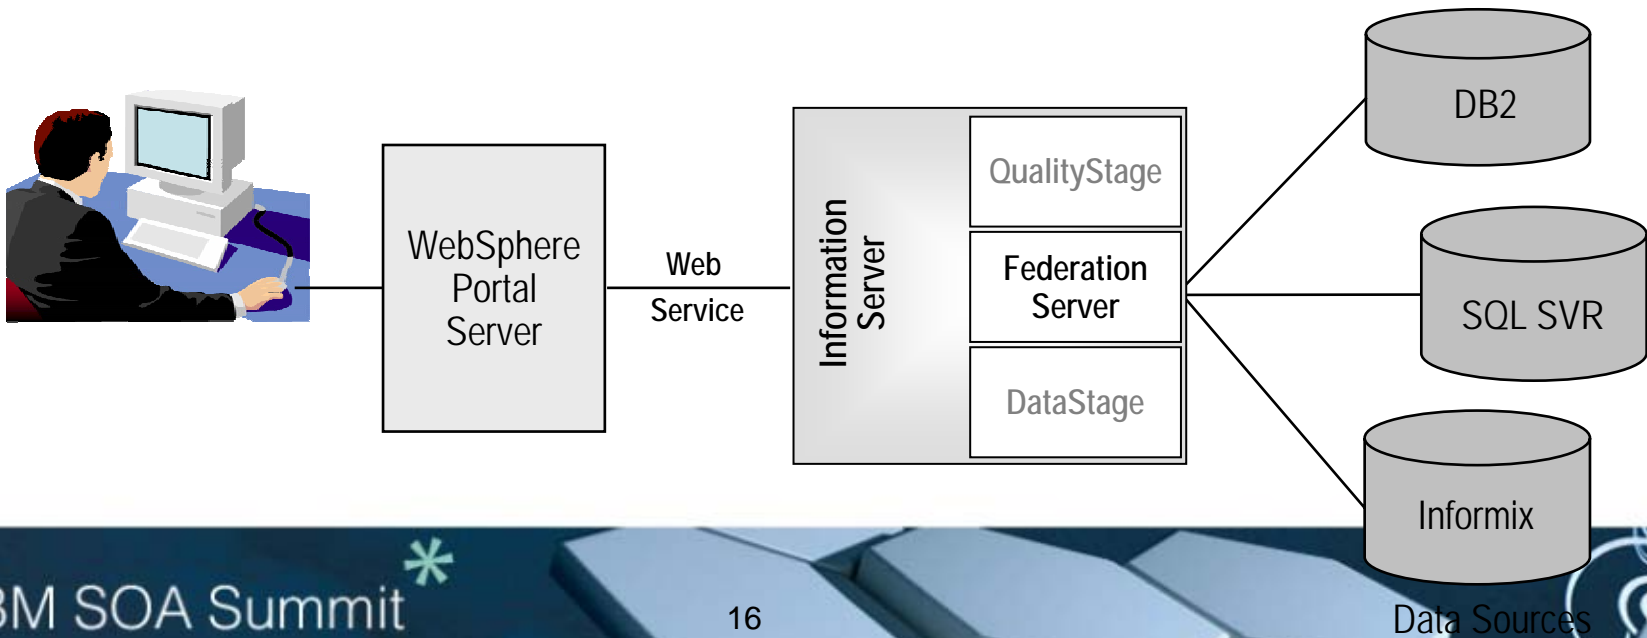 WebSphere
Portal
Server
Web
Service
Information
Server
QualityStage
Federation
Server
DataStage
DB2
SQL SVR
Informix
Data Sources
SOA Summit*
16